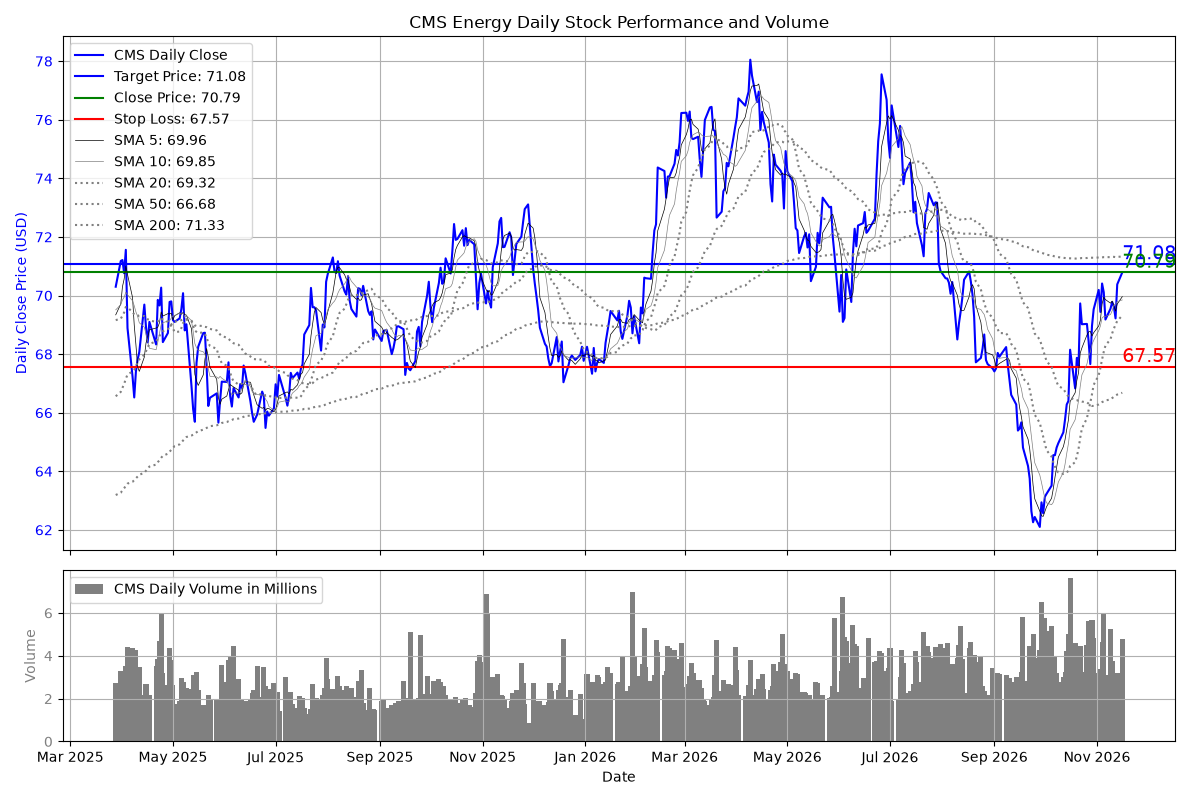 CMS Energy Daily Stock Performance and Volume
CMS Daily Close
Target Price: 71.08
Close Price: 70.79
Stop Loss: 67.57
SMA 5: 69.96
SMA 10: 69.85
SMA 20: 69.32
SMA 50: 66.68
SMA 200: 71.33
Daily Close Price (USD)
78
76
74
72
70
68
66
64
62
71.08
70.79
67.57
CMS Daily Volume in Millions
Volume
6
4
2
0
Mar 2025 May 2025 Jul 2025 Sep 2025 Nov 2025 Jan 2026 Mar 2026 May 2026 Jul 2026 Sep 2026 Nov 2026
Date